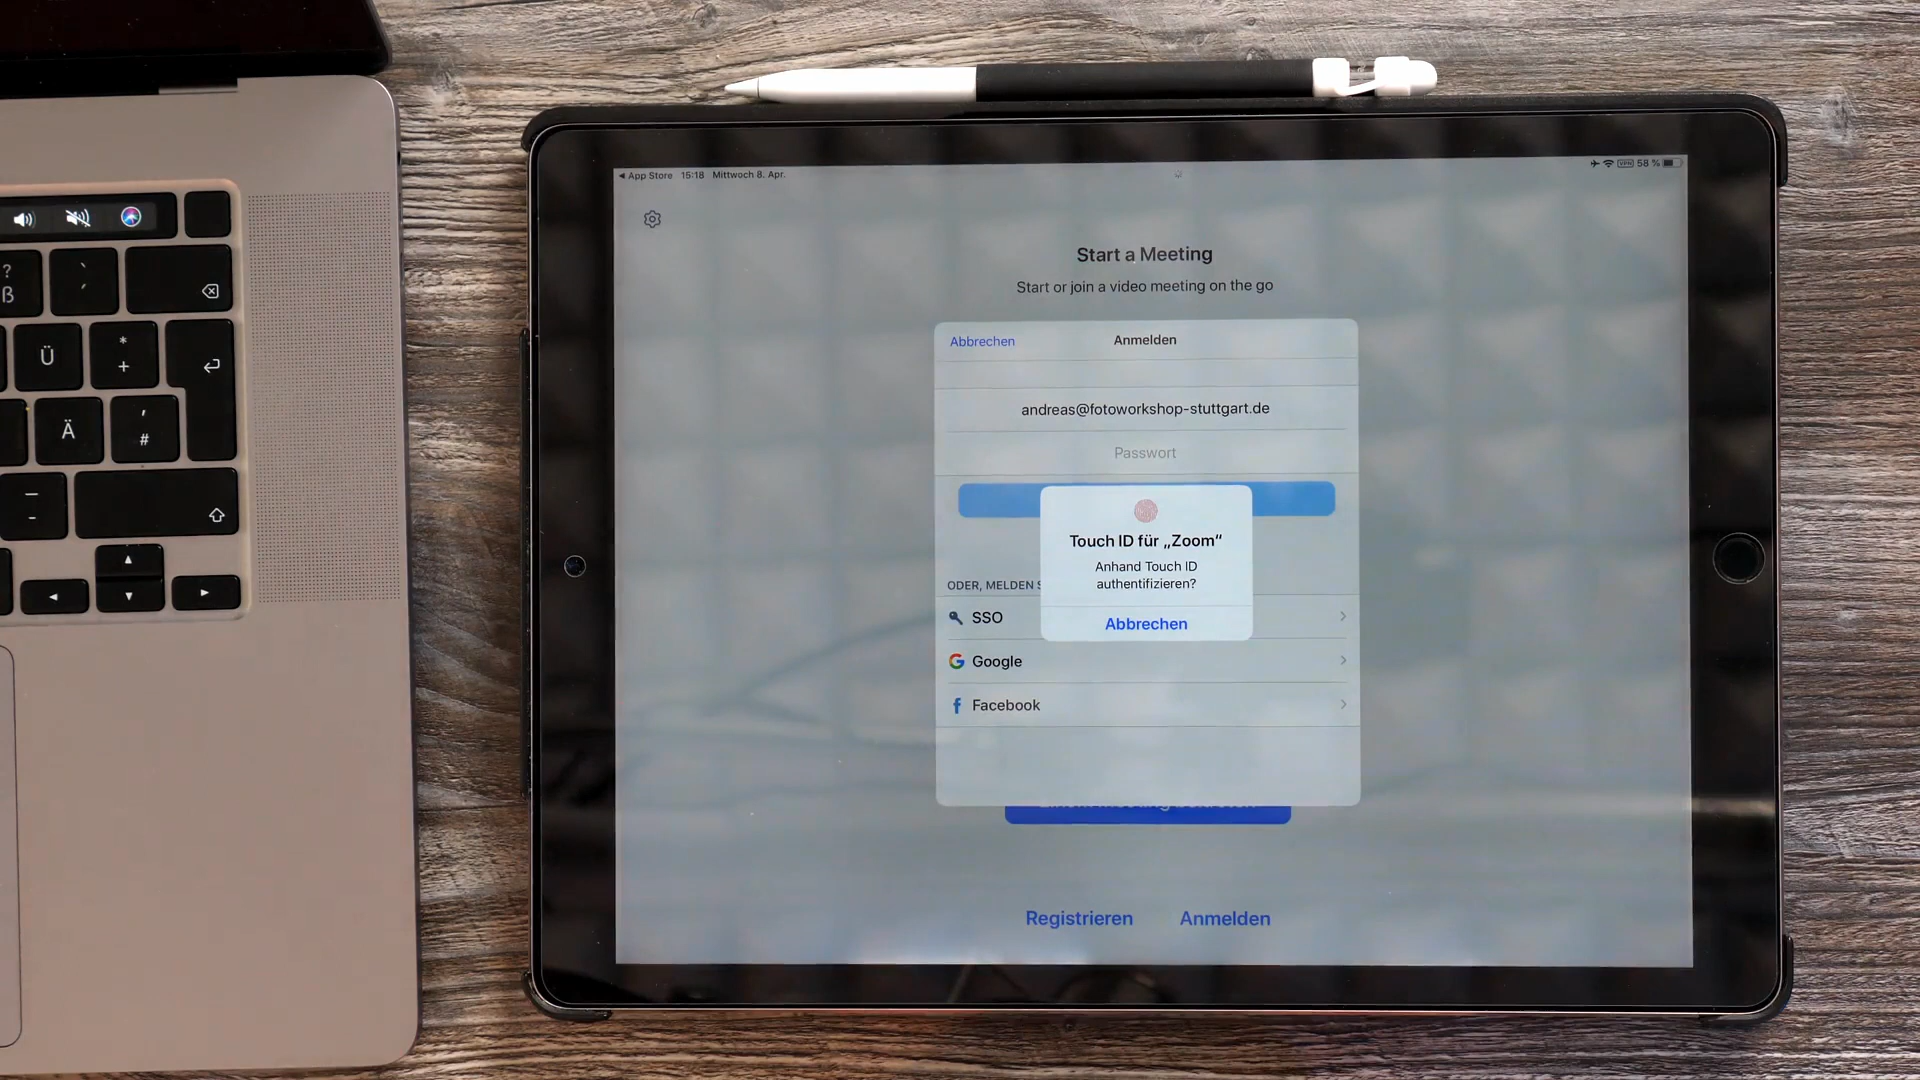 App Store 15:18 Mittwoch 8. Apr.
VPN 58 %
Start a Meeting
Start or join a video meeting on the go
Abbrechen Anmelden
andreas@fotoworkshop-stuttgart.de
Passwort
Touch ID für „Zoom“
Anhand Touch ID
authentifizieren?
Abbrechen
ODER, MELDEN
SSO
Google
Facebook
Registrieren Anmelden
?
ß
Ü
*
+
Ä
'
#